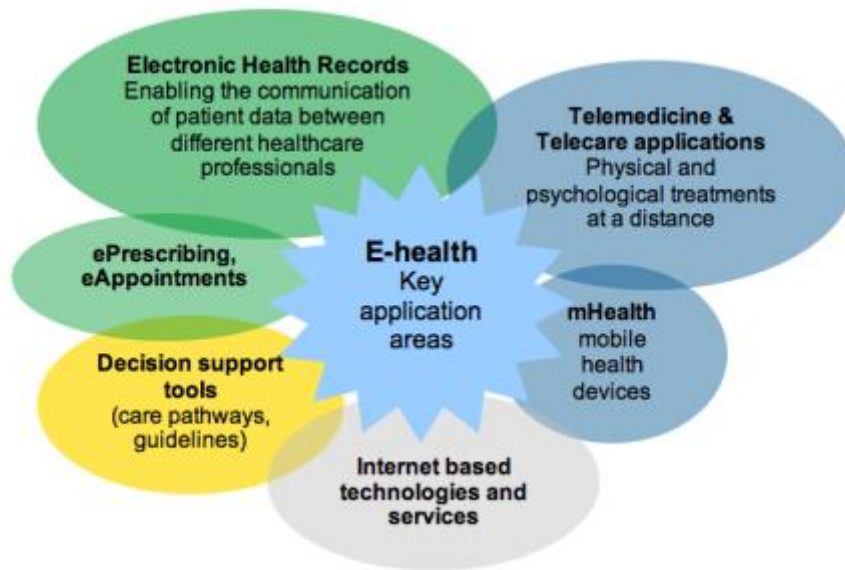 Electronic Health Records
Enabling the communication
of patient data between
different healthcare
professionals
Telemedicine &
Telecare applications
Physical and
psychological treatments
at a distance
ePrescribing,
eAppointments
E-health
Key
application
areas
mHealth
mobile
health
devices
Decision support
tools
(care pathways,
guidelines)
Internet based
technologies and
services